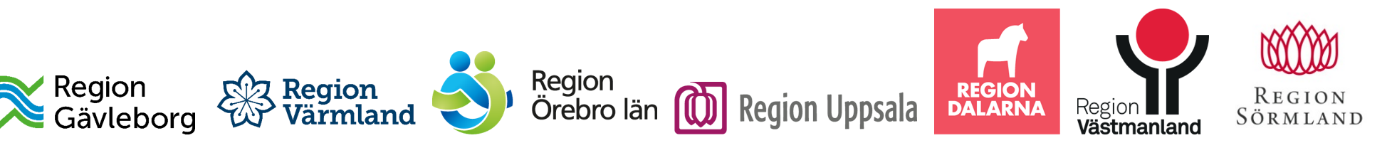 Region
Gävleborg
Region
Värmland
Region
Örebro län
Region Uppsala
REGION
DALARNA
Region
Västmanland
REGION
SÖRMLAND